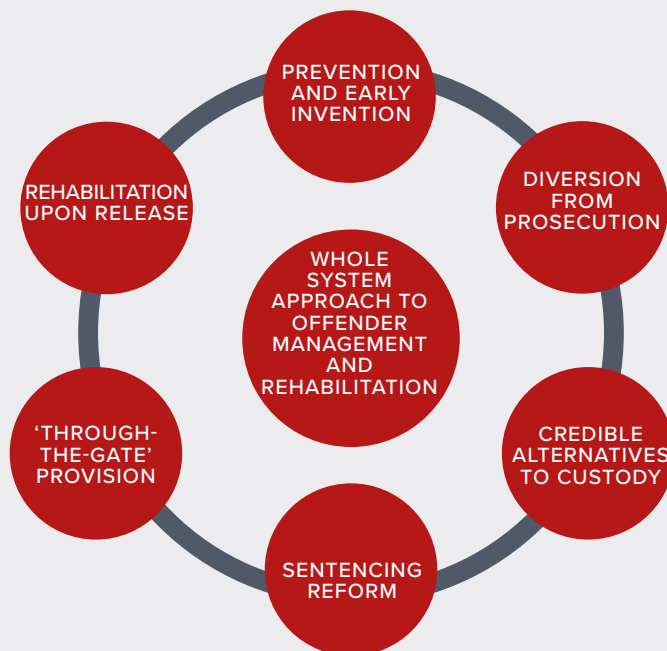 PREVENTION
AND EARLY
INVENTION
DIVERSION
FROM
PROSECUTION
CREDIBLE
ALTERNATIVES
TO CUSTODY
SENTENCING
REFORM
‘THROUGH-
THE-GATE’
PROVISION
REHABILITATION
UPON RELEASE
WHOLE
SYSTEM
APPROACH TO
OFFENDER
MANAGEMENT
AND
REHABILITATION